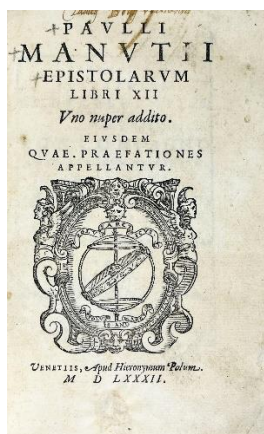 PAVLLI
MANVTII
EPISTOLARVM
LIBRI XII
Vno nuper addito.
EIVSDEM
QVAE. PRAEFATIONES
APPELLANTVR.
VENETIIS, Apud Hieronymum Polum.
M D LXXXII.